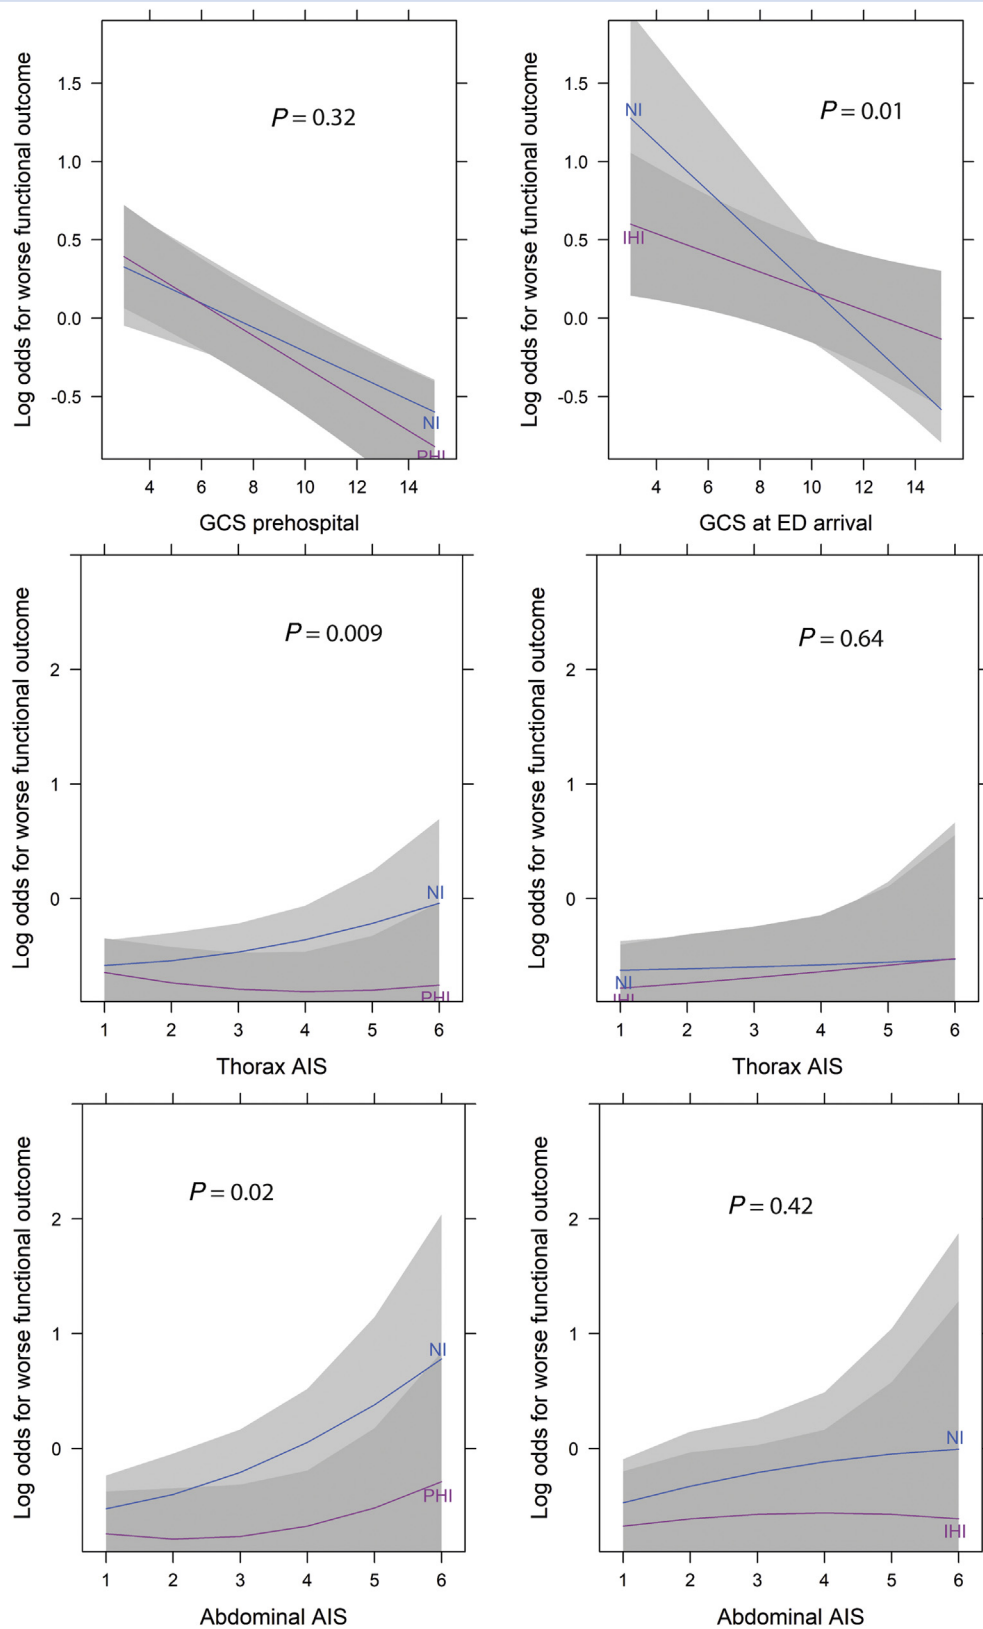 Log odds for worse functional outcome
1.5
1.0
0.5
0.0
-0.5
P = 0.32
NI
PHI
4 6 8 10 12 14
GCS prehospital
Log odds for worse functional outcome
1.5
1.0
0.5
0.0
-0.5
P = 0.01
NI
IHI
4 6 8 10 12 14
GCS at ED arrival
Log odds for worse functional outcome
2
1
0
P = 0.009
NI
PHI
1 2 3 4 5 6
Thorax AIS
Log odds for worse functional outcome
2
1
0
P = 0.64
NI
IHI
1 2 3 4 5 6
Thorax AIS
Log odds for worse functional outcome
2
1
0
P = 0.02
NI
PHI
1 2 3 4 5 6
Abdominal AIS
Log odds for worse functional outcome
2
1
0
P = 0.42
NI
IHI
1 2 3 4 5 6
Abdominal AIS